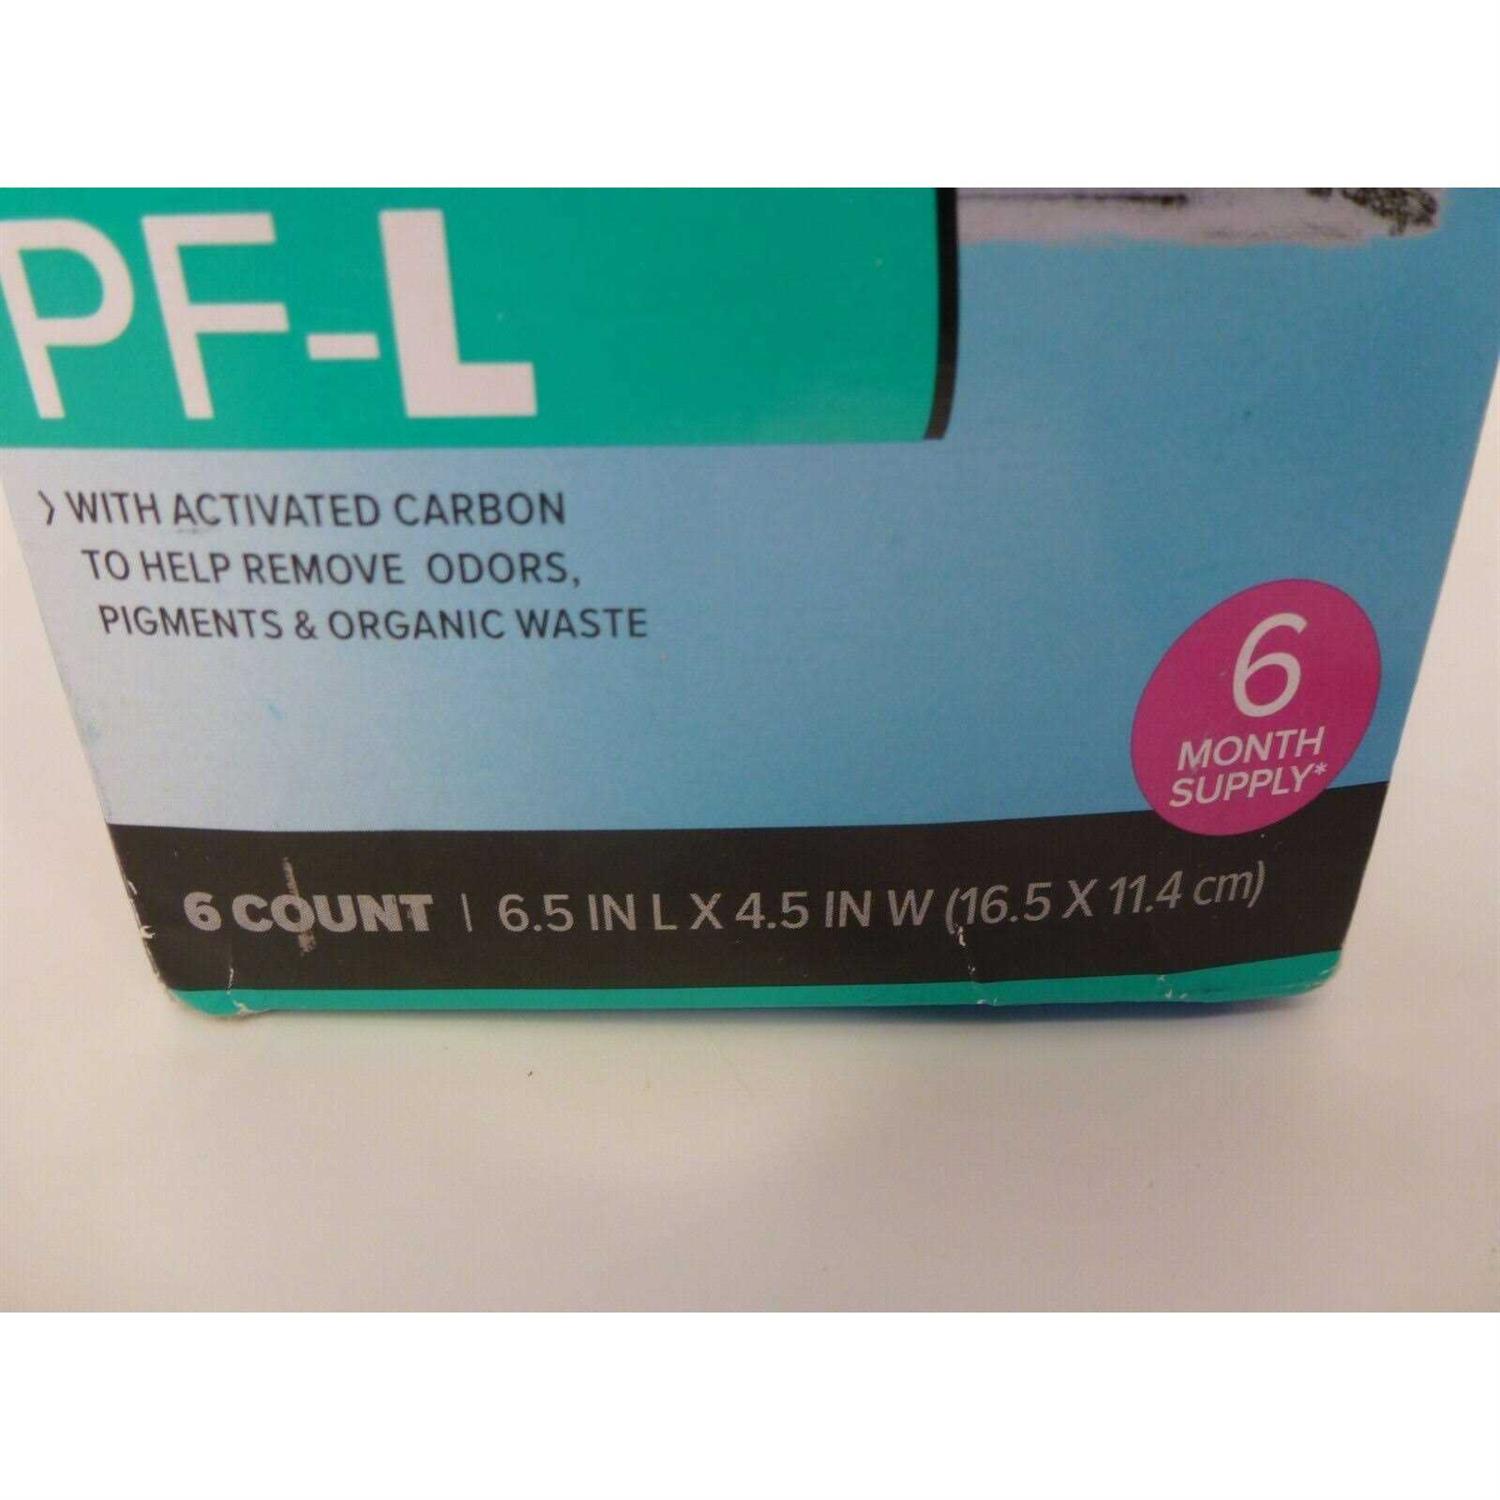 PF-L
› WITH ACTIVATED CARBON
TO HELP REMOVE ODORS,
PIGMENTS & ORGANIC WASTE
6
MONTH
SUPPLY*
6 COUNT | 6.5 IN L X 4.5 IN W (16.5 X 11.4 cm)